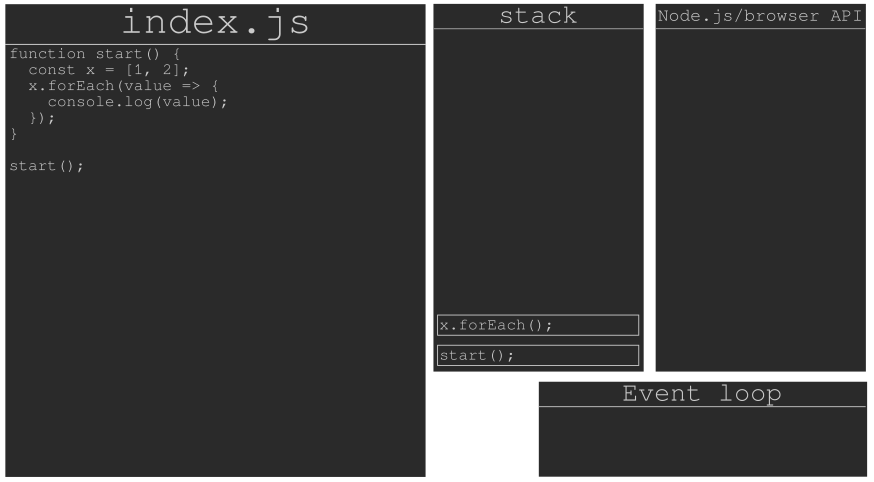 index.js
function start() {
  const x = [1, 2];
  x.forEach(value => {
    console.log(value);
  });
}
start();
stack
x.forEach();
start();
Node.js/browser API
Event loop